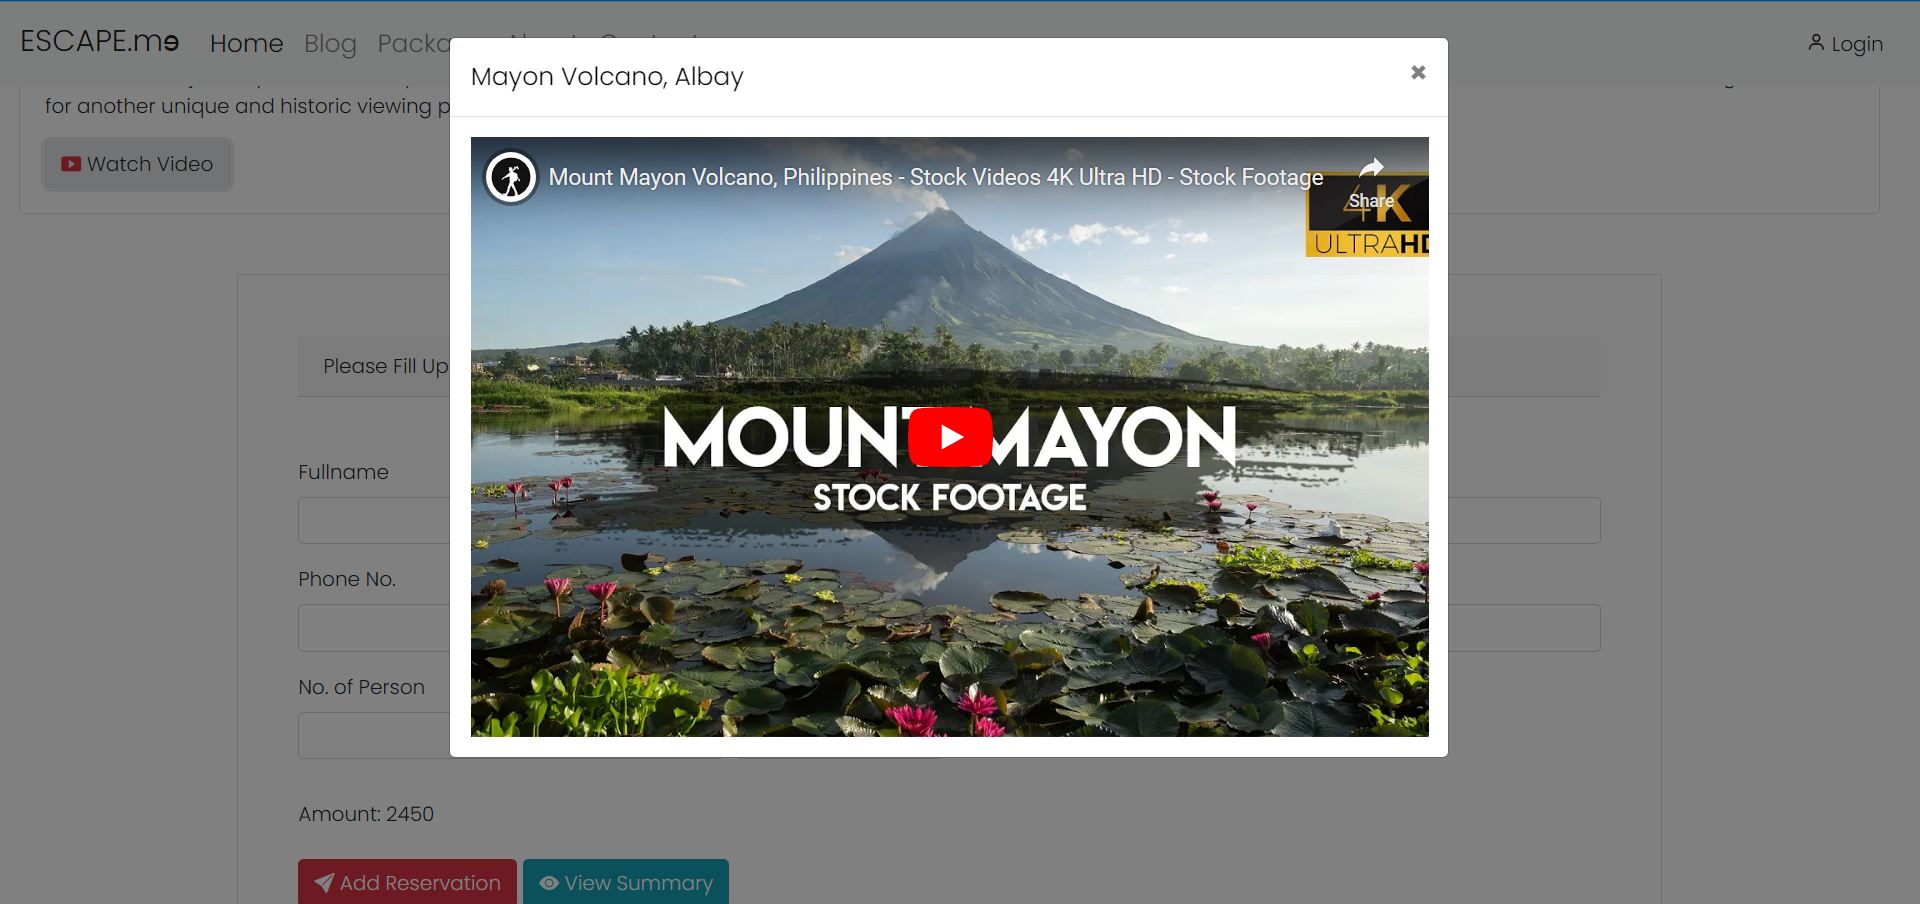 ESCAPE.me Home Blog Packa
Login
for another unique and historic viewing p
Watch Video
Mayon Volcano, Albay
Mount Mayon Volcano, Philippines - Stock Videos 4K Ultra HD - Stock Footage
Share
4K
ULTRAHD
MOUNT MAYON
STOCK FOOTAGE
Please Fill Up
Fullname
Phone No.
No. of Person
Amount: 2450
Add Reservation
View Summary